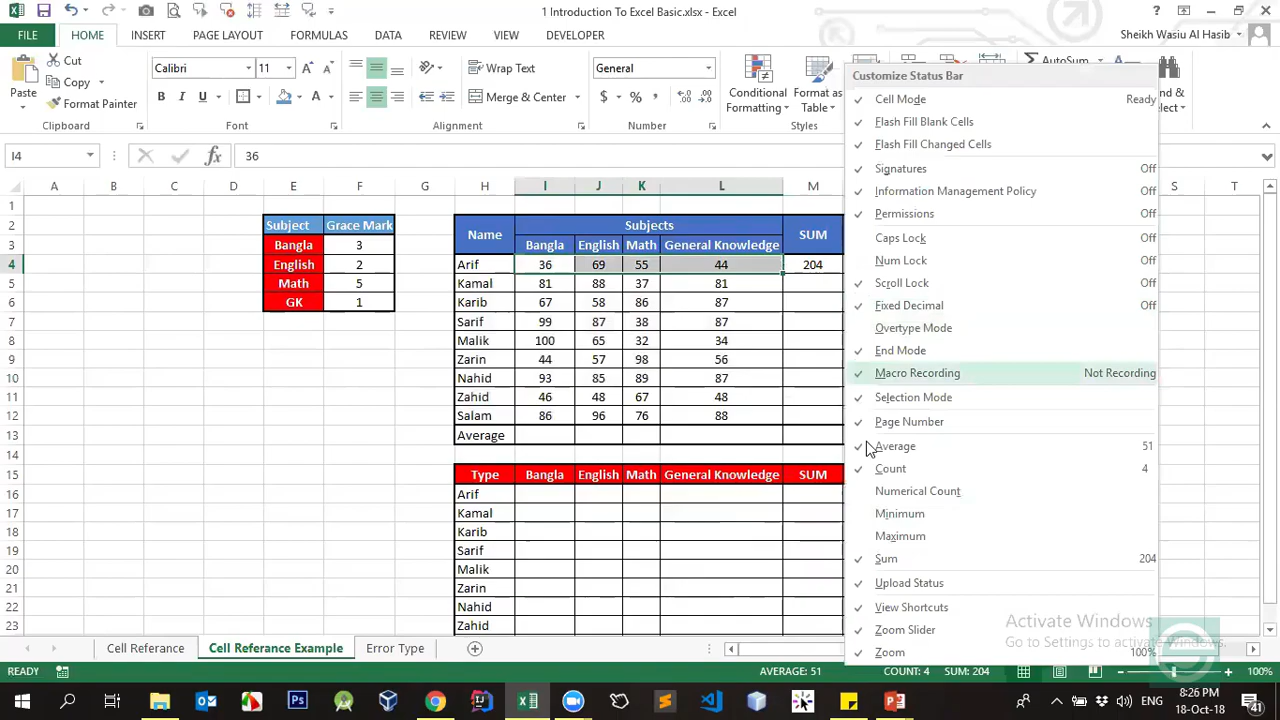 1 Introduction To Excel Basic.xlsx - Excel
FILE HOME INSERT PAGE LAYOUT FORMULAS DATA REVIEW VIEW DEVELOPER Sheikh Wasiu Al Hasib
Paste Cut Copy Format Painter
Calibri 11
B I U
Wrap Text
Merge & Center
General
Conditional Formatting
Format as Table
AutoSum
Clipboard Font Alignment Number Styles
I4 36
A B C D E F G H I J K L M S T
1
2 Subject Grace Mark Name Subjects SUM
3 Bangla 3 Bangla English Math General Knowledge
4 English 2 Arif 36 69 55 44 204
5 Math 5 Kamal 81 88 37 81
6 GK 1 Karib 67 58 86 87
7 Sarif 99 87 38 87
8 Malik 100 65 32 34
9 Zarin 44 57 98 56
10 Nahid 93 85 89 87
11 Zahid 46 48 67 48
12 Salam 86 96 76 88
13 Average
14
15 Type Bangla English Math General Knowledge SUM
16 Arif
17 Kamal
18 Karib
19 Sarif
20 Malik
21 Zarin
22 Nahid
23 Zahid
Customize Status Bar
Cell Mode Ready
Flash Fill Blank Cells
Flash Fill Changed Cells
Signatures Off
Information Management Policy Off
Permissions Off
Caps Lock Off
Num Lock Off
Scroll Lock Off
Fixed Decimal Off
Overtype Mode
End Mode
Macro Recording Not Recording
Selection Mode
Page Number
Average 51
Count 4
Numerical Count
Minimum
Maximum
Sum 204
Upload Status
View Shortcuts
Zoom Slider
Zoom 100%
Activate Windows
Go to Settings to activate Windows.
Cell Referance Cell Referance Example Error Type
READY AVERAGE: 51 COUNT: 4 SUM: 204 100%
ENG 8:26 PM
18-Oct-18
41